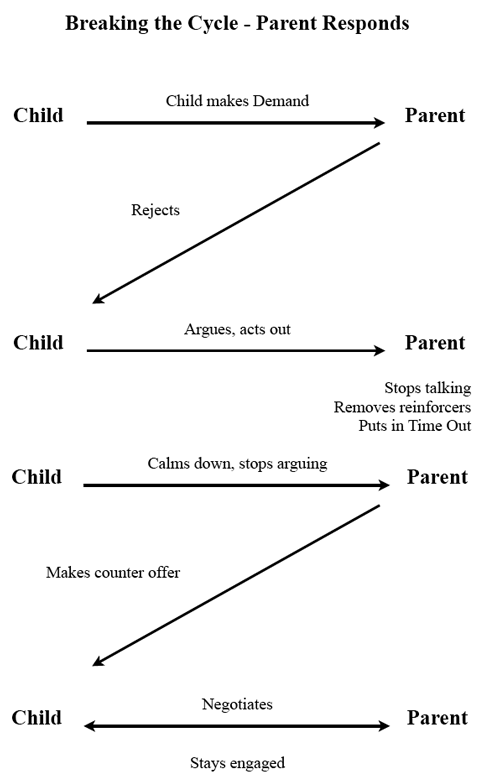 Breaking the Cycle - Parent Responds
Child makes Demand
Child
Parent
Rejects
Argues, acts out
Child
Parent
Stops talking
Removes reinforcers
Puts in Time Out
Calms down, stops arguing
Child
Parent
Makes counter offer
Negotiates
Child
Parent
Stays engaged